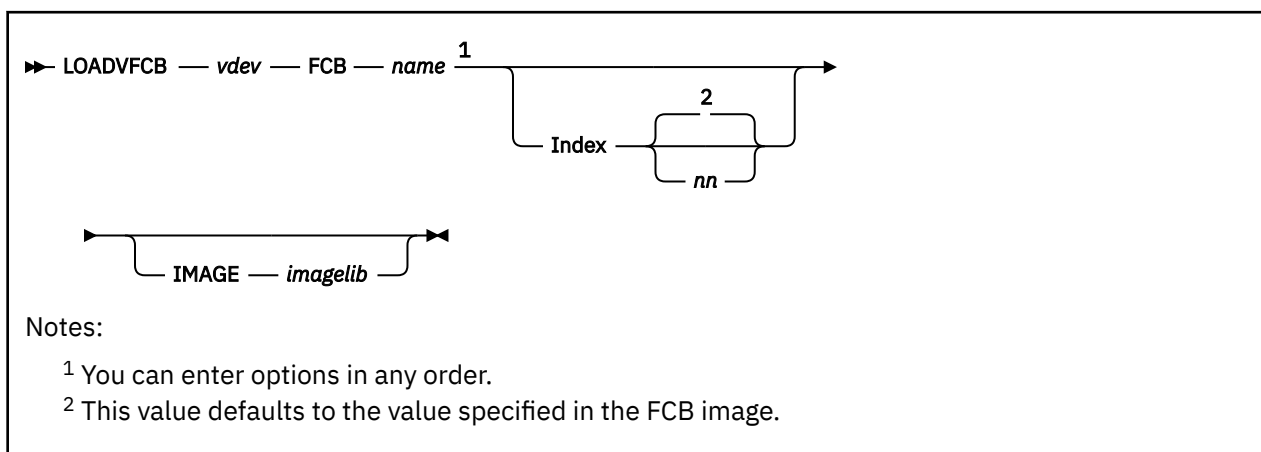 1
LOADVFCB vdev FCB name
2
Index
nn
IMAGE imagelib
Notes:
1 You can enter options in any order.
2 This value defaults to the value specified in the FCB image.